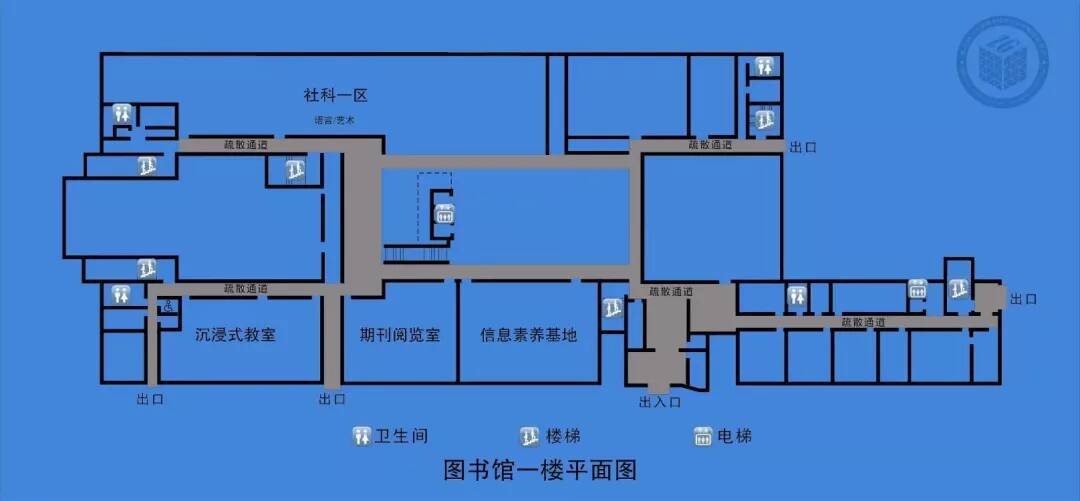 社科一区
语言/艺术
疏散通道
疏散通道
出口
疏散通道
疏散通道
出口
疏散通道
沉浸式教室
期刊阅览室
信息素养基地
出口
出口
出入口
卫生间
楼梯
电梯
图书馆一楼平面图